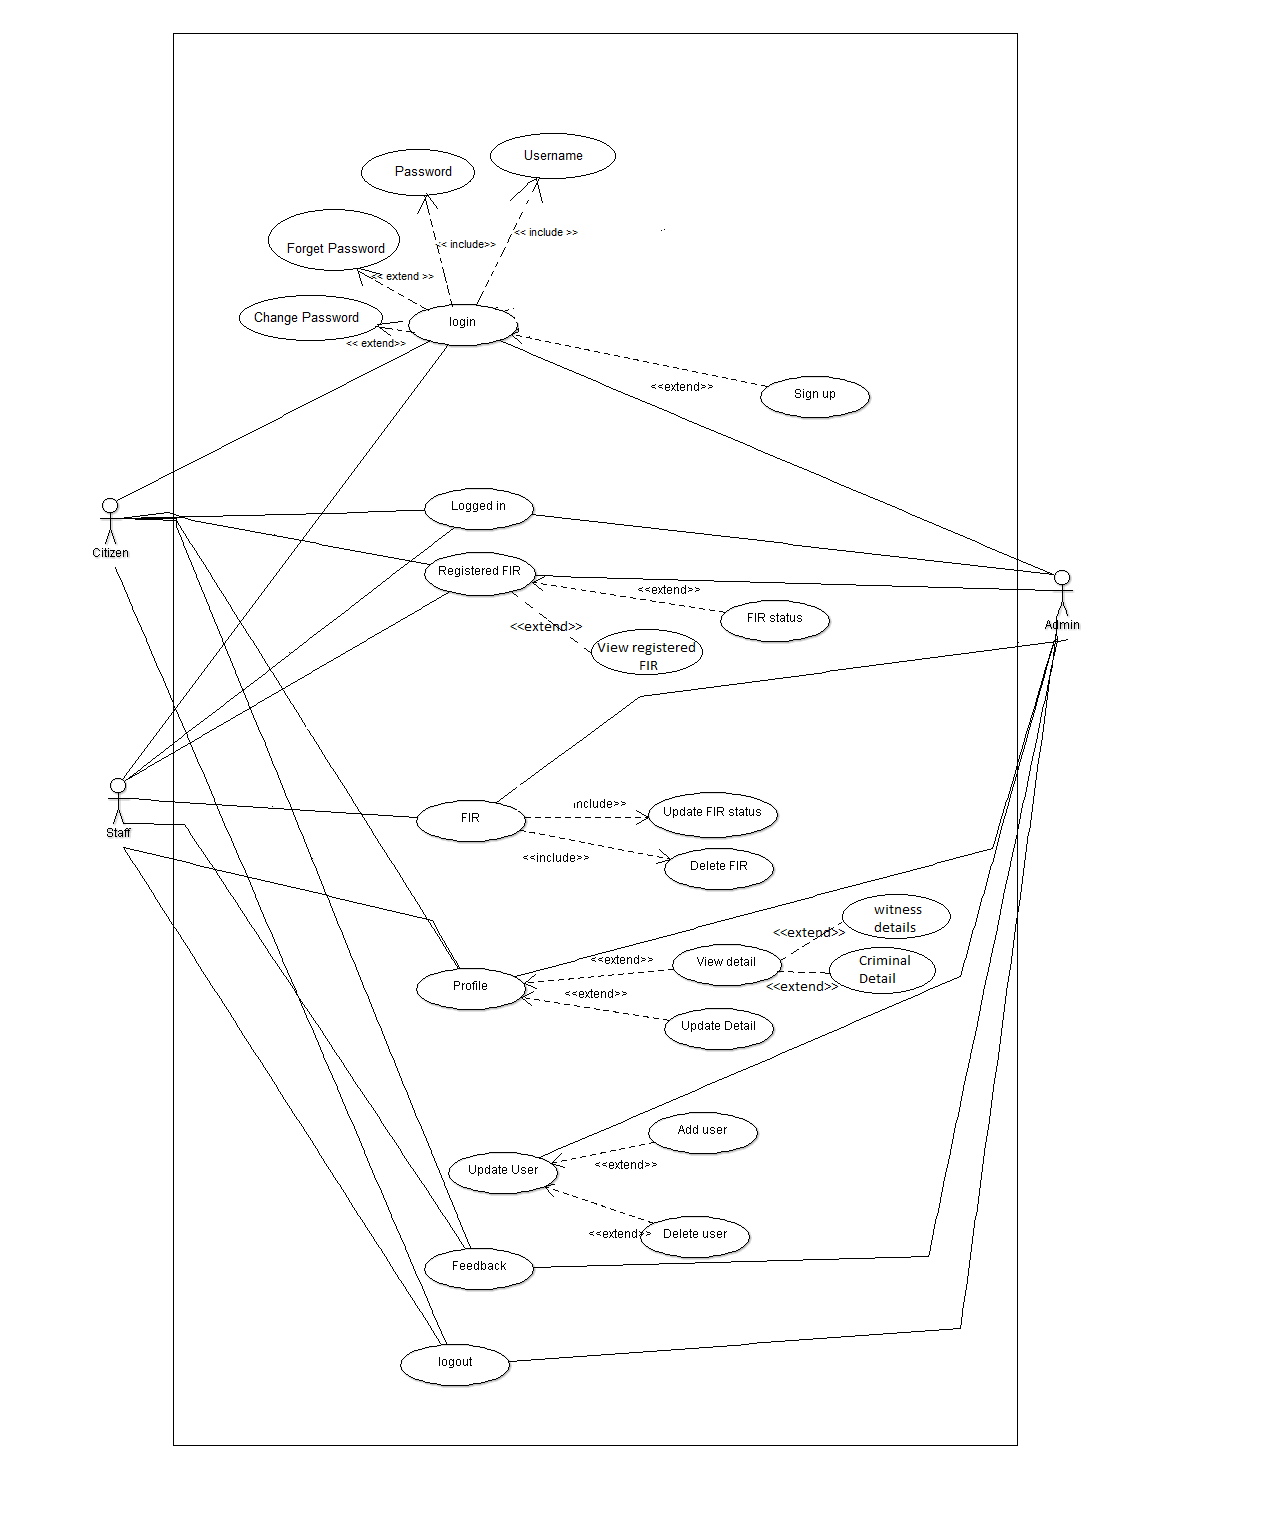 Username
Password
<< include >>
<< include>>
Forget Password
<< extend >>
Change Password
login
<< extend>>
<<extend>>
Sign up
Logged in
Citizen
Registered FIR
<<extend>>
FIR status
Admin
<<extend>>
View registered
FIR
Staff
include>>
Update FIR status
FIR
<<include>>
Delete FIR
witness
details
<<extend>>
<<extend>>
View detail
Criminal
Detail
Profile
<<extend>>
<<extend>>
Update Detail
Add user
<<extend>>
Update User
<<extend>>
Delete user
Feedback
logout